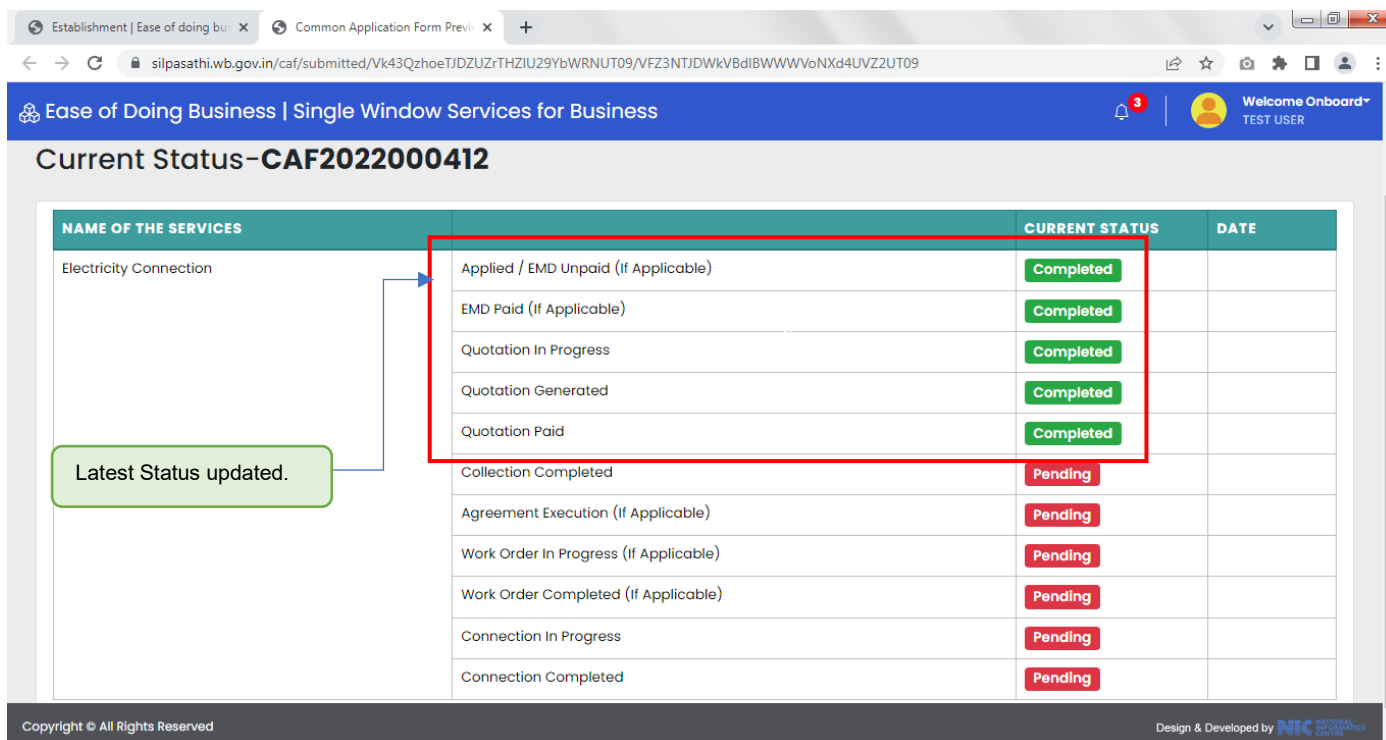 Establishment | Ease of doing bus
Common Application Form Previ
silpasathi.wb.gov.in/caf/submitted/Vk43QzhoeTJDZUZrTHZIU29YbWRNUT09/VFZ3NTJDWkVBdlBWWWVoNXd4UVZ2UT09
Ease of Doing Business | Single Window Services for Business
3
Welcome Onboard
TEST USER
Current Status-CAF2022000412
NAME OF THE SERVICES CURRENT STATUS DATE
Electricity Connection Applied / EMD Unpaid (If Applicable) Completed
EMD Paid (If Applicable) Completed
Quotation In Progress Completed
Quotation Generated Completed
Quotation Paid Completed
Latest Status updated.
Collection Completed Pending
Agreement Execution (If Applicable) Pending
Work Order In Progress (If Applicable) Pending
Work Order Completed (If Applicable) Pending
Connection In Progress Pending
Connection Completed Pending
Copyright © All Rights Reserved
Design & Developed by NIC NATIONAL INFORMATICS CENTRE